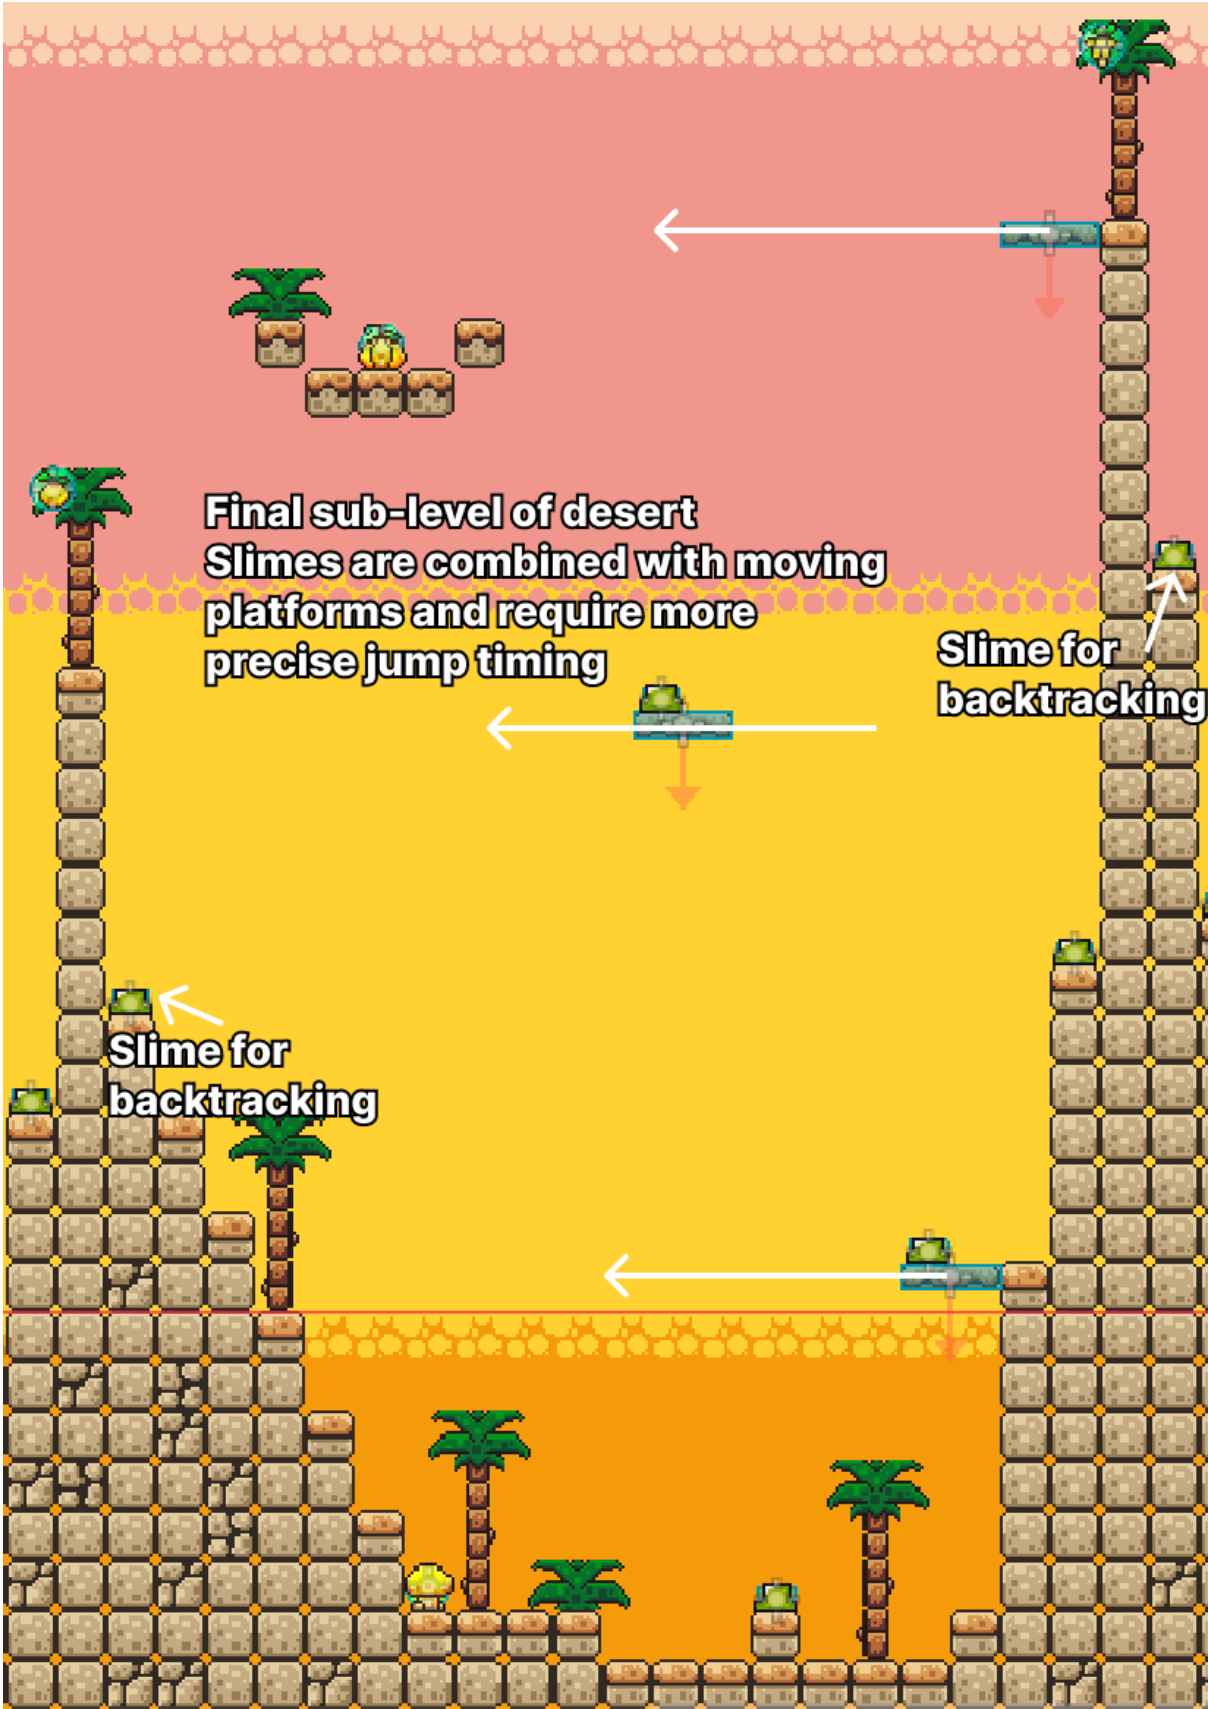 Final sub-level of desert
Slimes are combined with moving
platforms and require more
precise jump timing
Slime for
backtracking
Slime for
backtracking